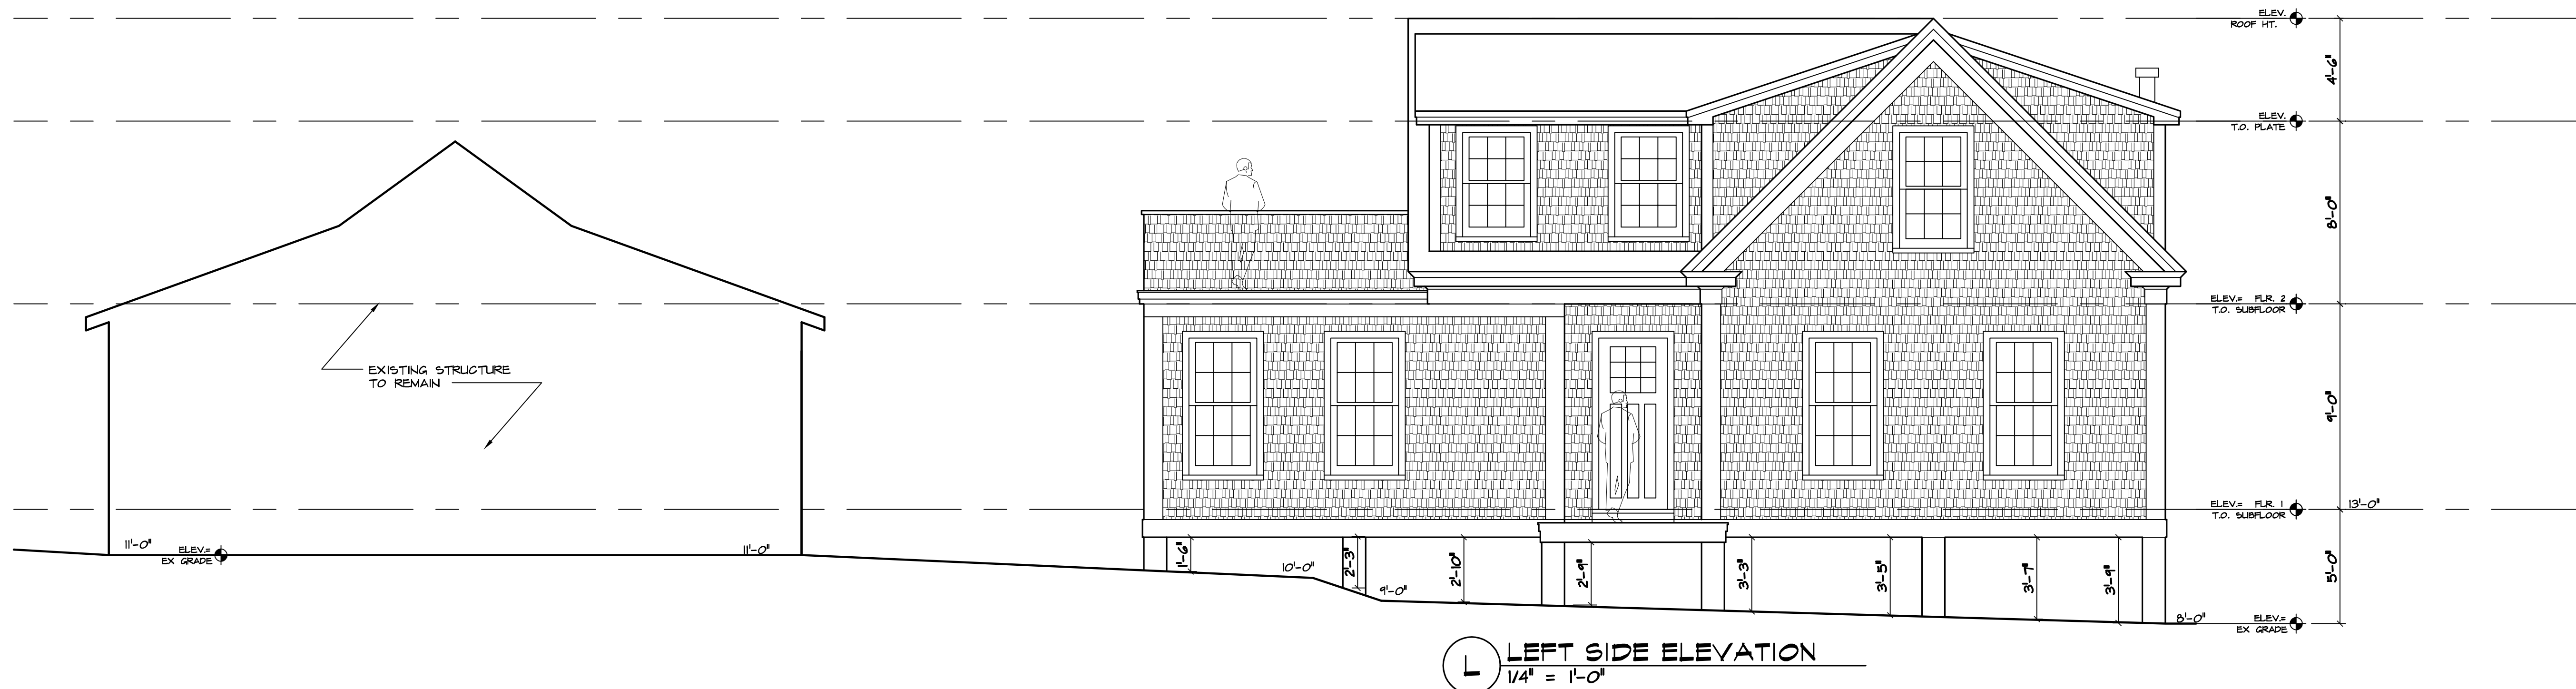 ELEV.
ROOF HT.
4'-6"
ELEV.
T.O. PLATE
8'-0"
ELEV.= FLR. 2
T.O. SUBFLOOR
EXISTING STRUCTURE
TO REMAIN
9'-0"
ELEV.= FLR. 1
T.O. SUBFLOOR
13'-0"
11'-0"
ELEV.=
EX GRADE
11'-0"
1'-6"
10'-0"
2'-3"
9'-0"
2'-10"
2'-9"
3'-3"
3'-5"
3'-7"
3'-9"
5'-0"
8'-0"
ELEV.=
EX GRADE
L
LEFT SIDE ELEVATION
1/4" = 1'-0"